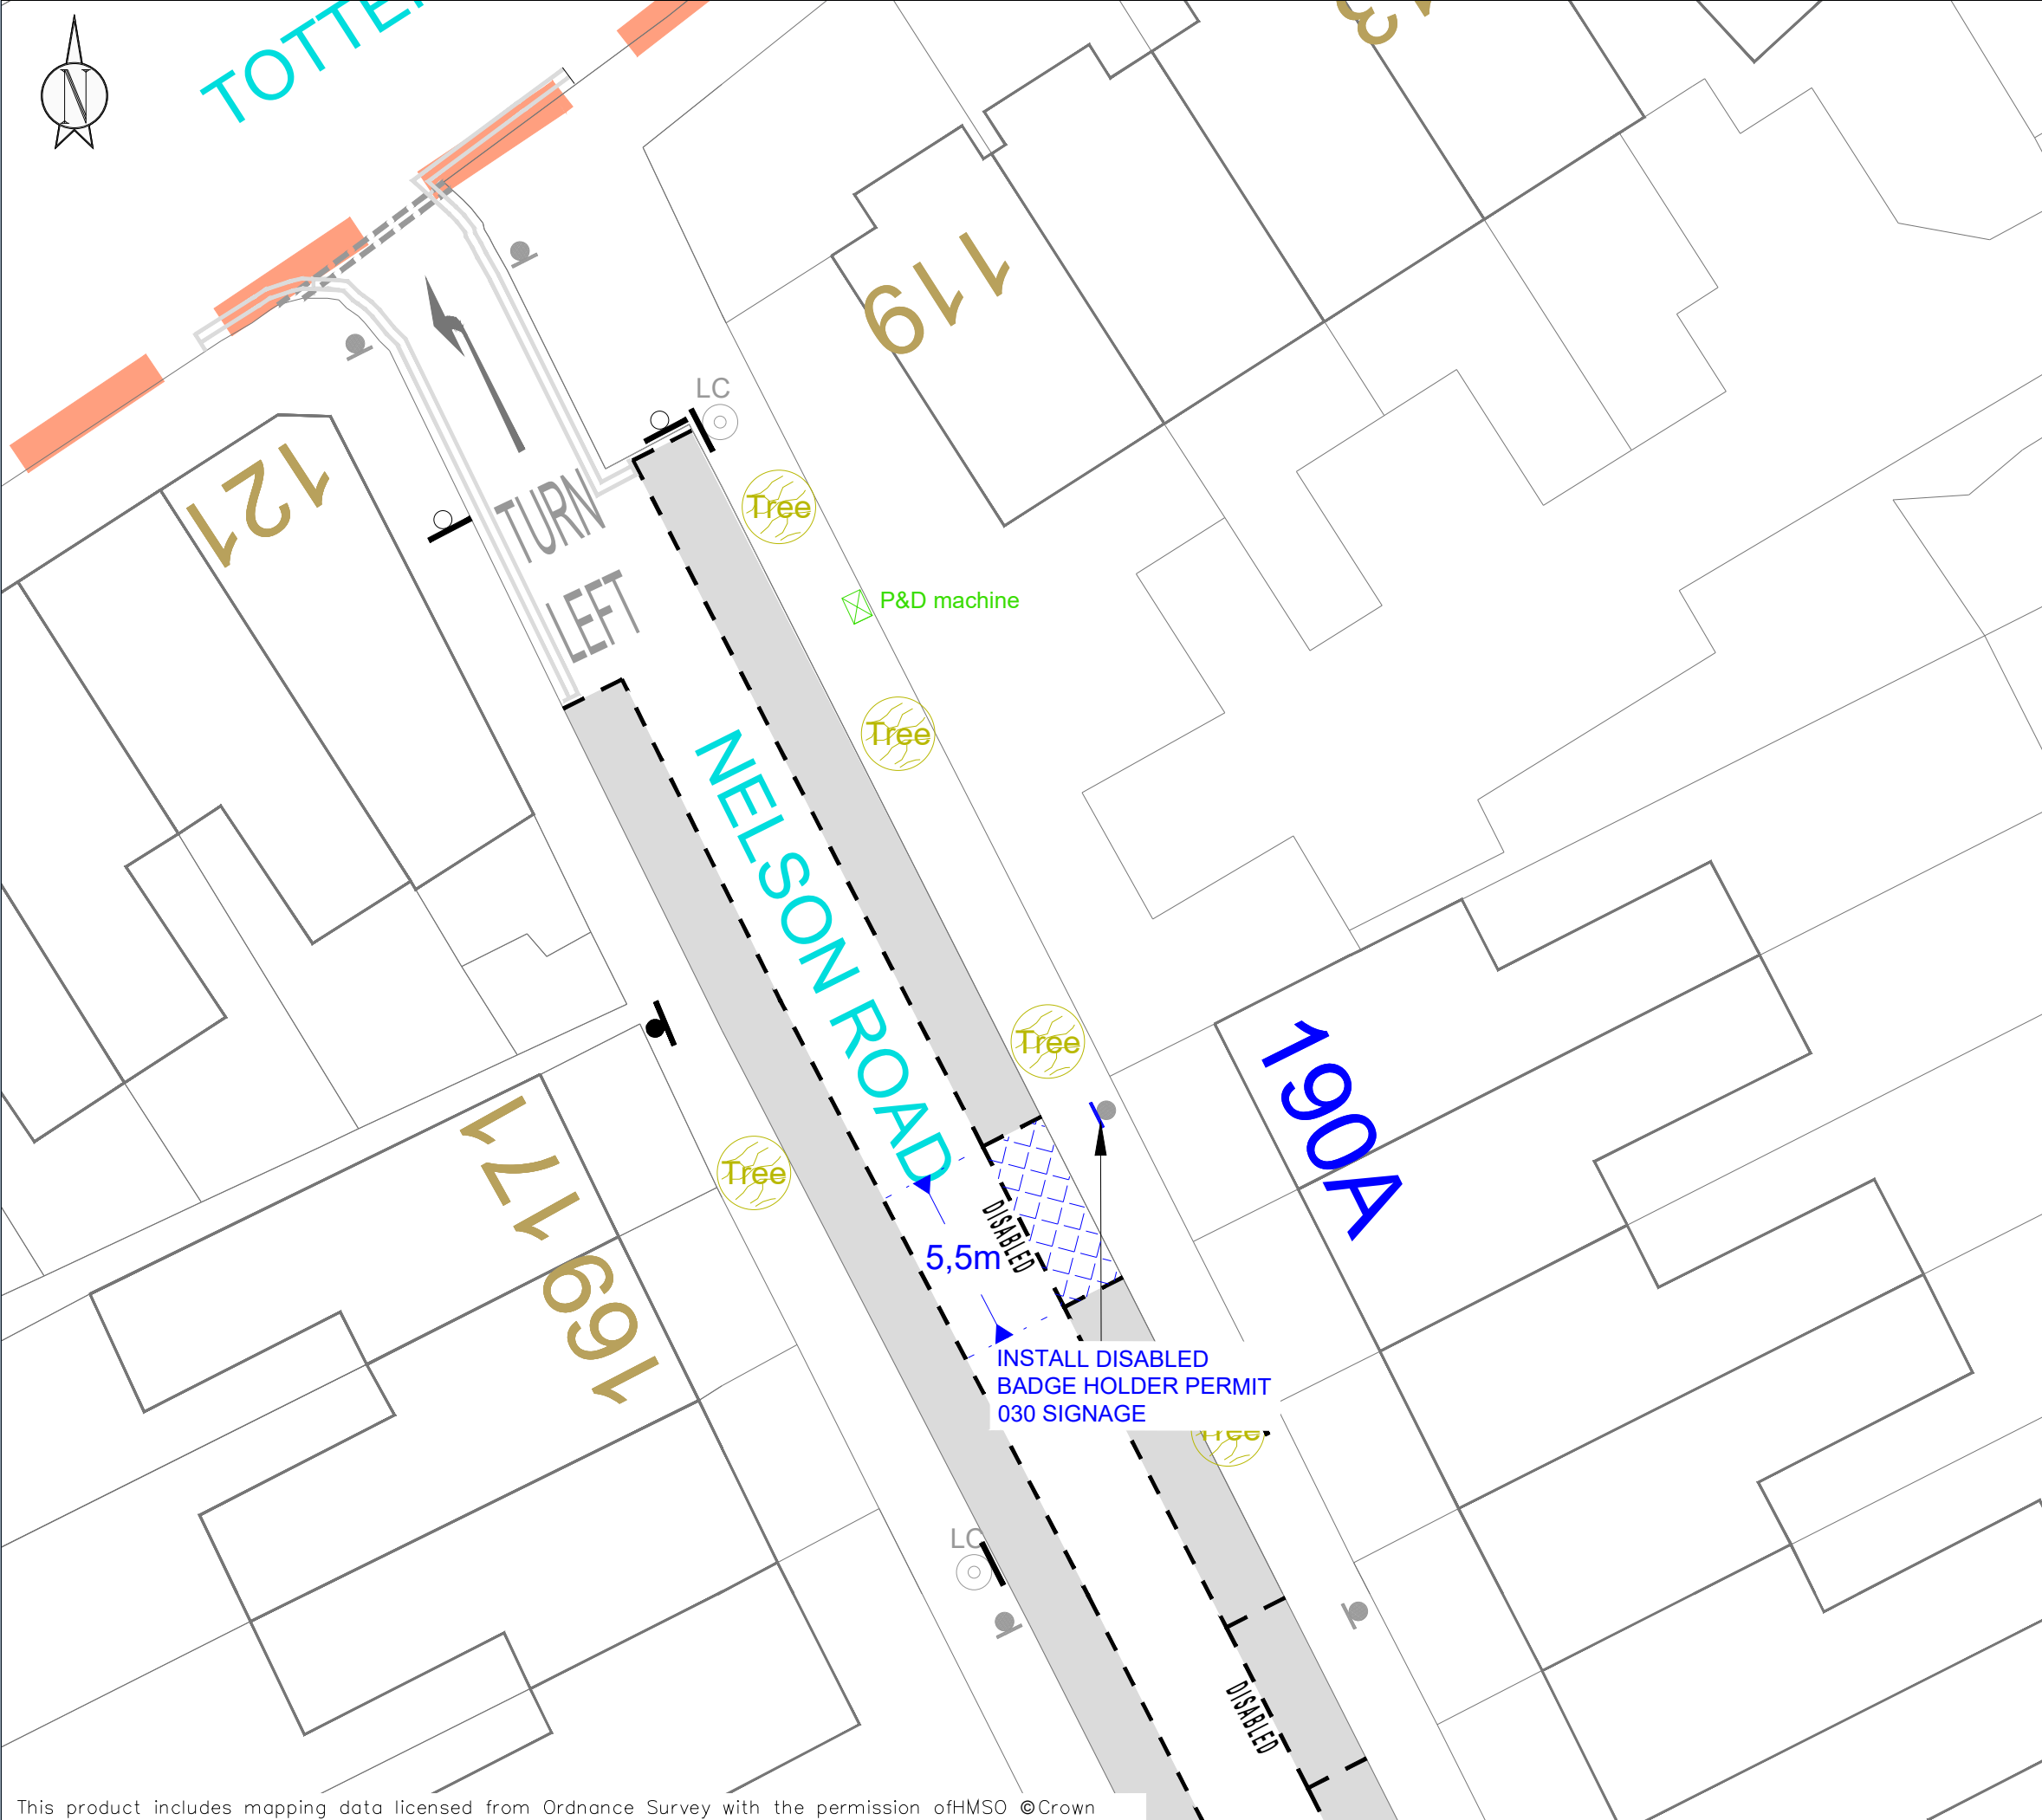 N
TOTTE
119
LC
121
TURN
LEFT
Tree
P&D machine
Tree
NELSON ROAD
Tree
190A
171
Tree
169
DISABLED
5,5m
INSTALL DISABLED
BADGE HOLDER PERMIT
030 SIGNAGE
Tree
LC
DISABLED
This product includes mapping data licensed from Ordnance Survey with the permission ofHMSO ©Crown